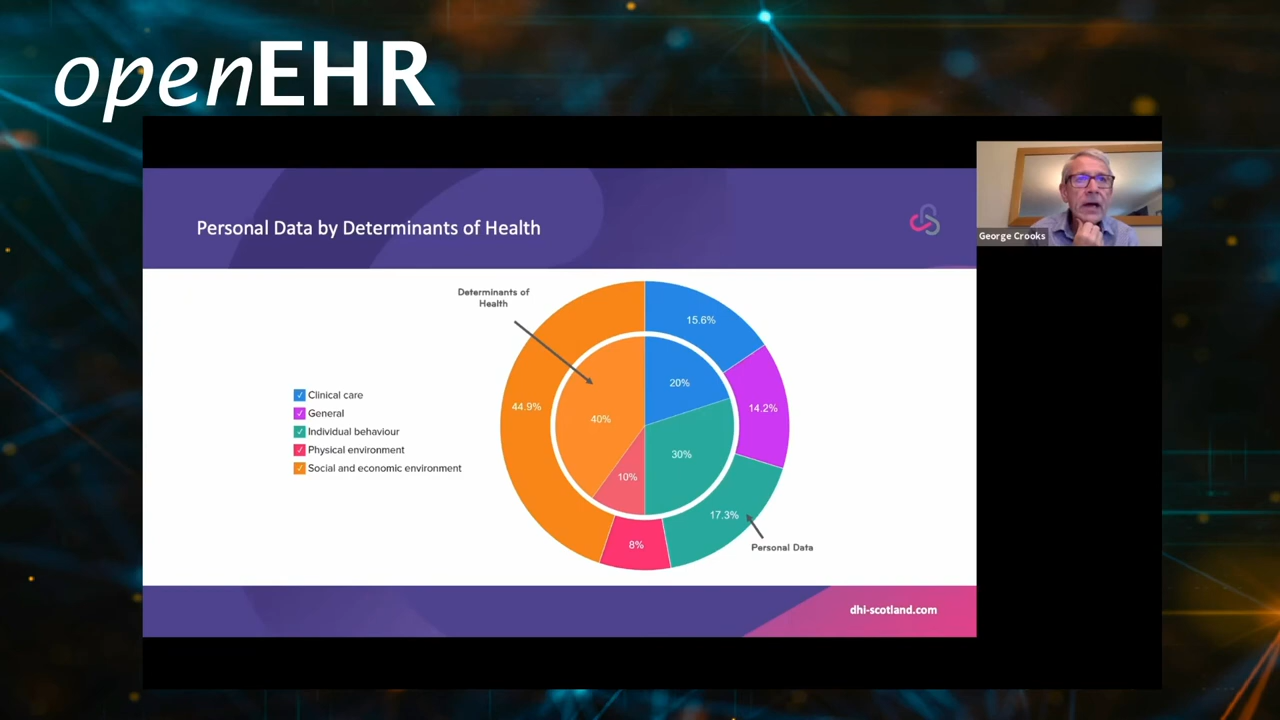 openEHR
Personal Data by Determinants of Health
George Crooks
Determinants of
Health
15.6%
20%
14.2%
44.9%
40%
30%
10%
17.3%
8%
Personal Data
Clinical care
General
Individual behaviour
Physical environment
Social and economic environment
dhi-scotland.com